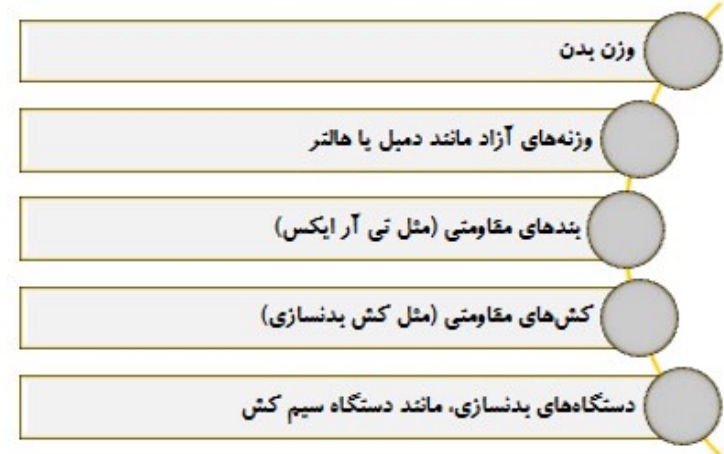 وزن بدن
وزنه‌های آزاد مانند دمبل یا هالتر
بندهای مقاومتی (مثل تی آر ایکس)
کش‌های مقاومتی (مثل کش بدنسازی)
دستگاه‌های بدنسازی، مانند دستگاه سیم کش